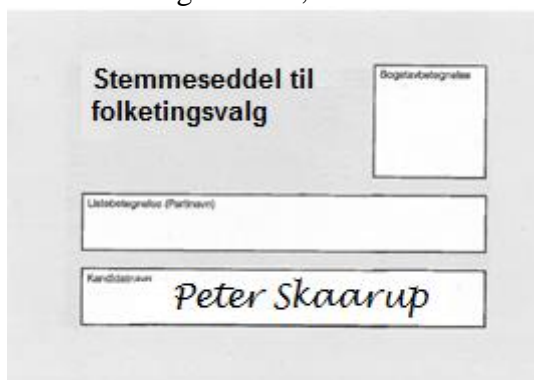 Stemmeseddel til
folketingsvalg
Bogstavbetegnelse
Listebetegnelse (Partinavn)
Kandidatnavn
Peter Skaarup